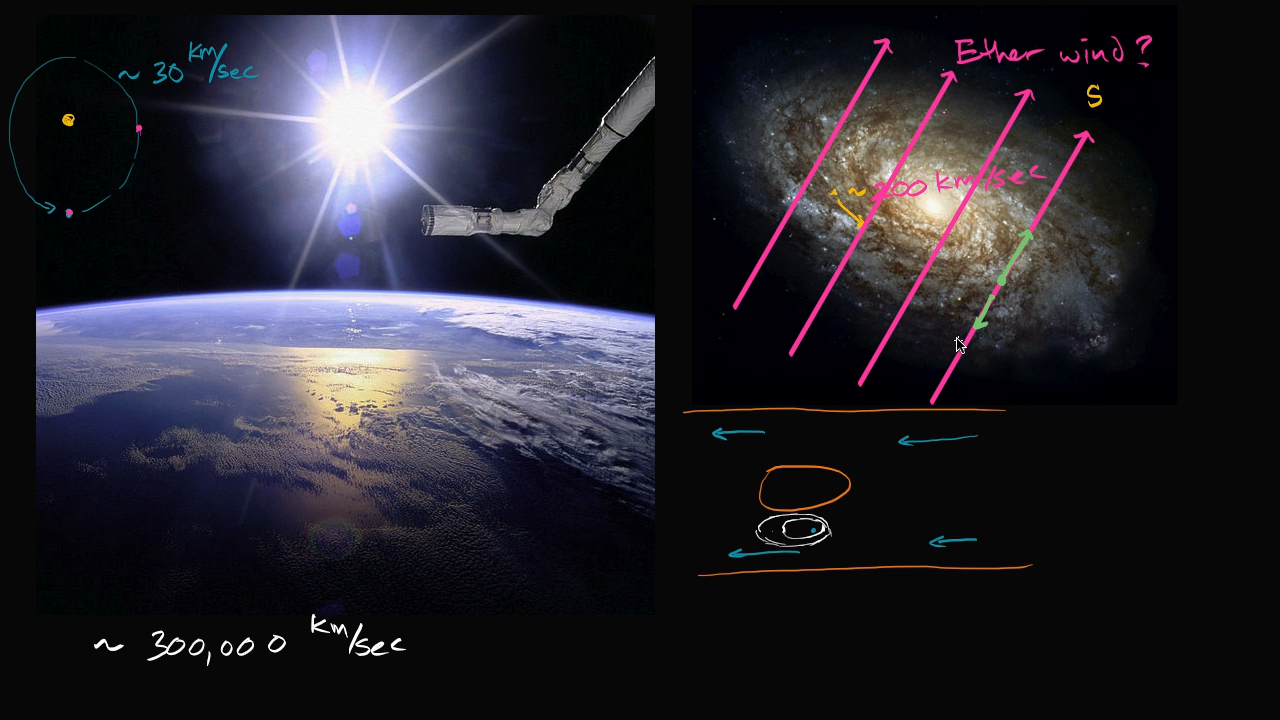 ~ 30 km/sec
Ether wind?
S
~ 200 km/sec
~ 300,000 km/sec